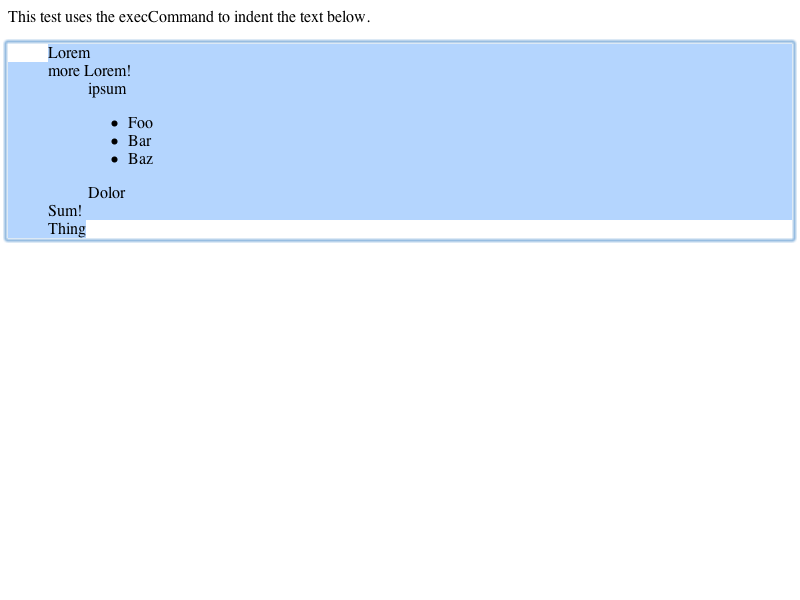 This test uses the execCommand to indent the text below.
Lorem
more Lorem!
ipsum
• Foo
• Bar
• Baz
Dolor
Sum!
Thing